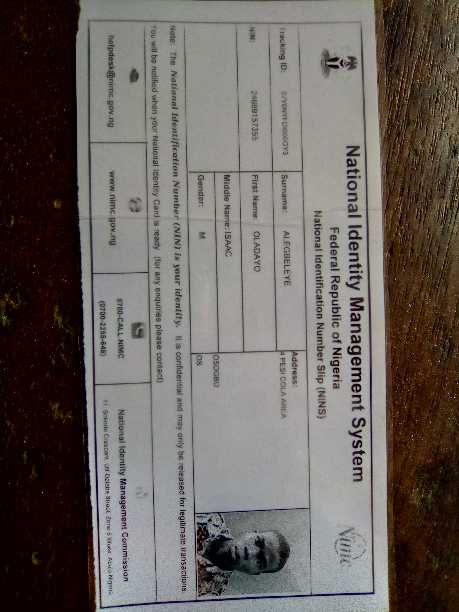 National Identity Management System
Federal Republic of Nigeria
National Identification Number Slip (NINS)
Tracking ID:
Surname: ALEGBELEYE
Address:
4 PESI COLA AREA
NIN:
First Name: OLADAYO
Middle Name: ISAAC
OSOGBO
Gender: M
OS
Note: The National Identification Number (NIN) is your identity. It is confidential and may only be released for legitimate transactions.
You will be notified when your National Identity Card is ready (for any enquiries please contact)
helpdesk@nimc.gov.ng
www.nimc.gov.ng
0700-CALL-NIMC
(0700-2255-646)
National Identity Management Commission
11, Sokode Crescent, Off Dalaba Street, Zone 5 Wuse, Abuja Nigeria
nimc